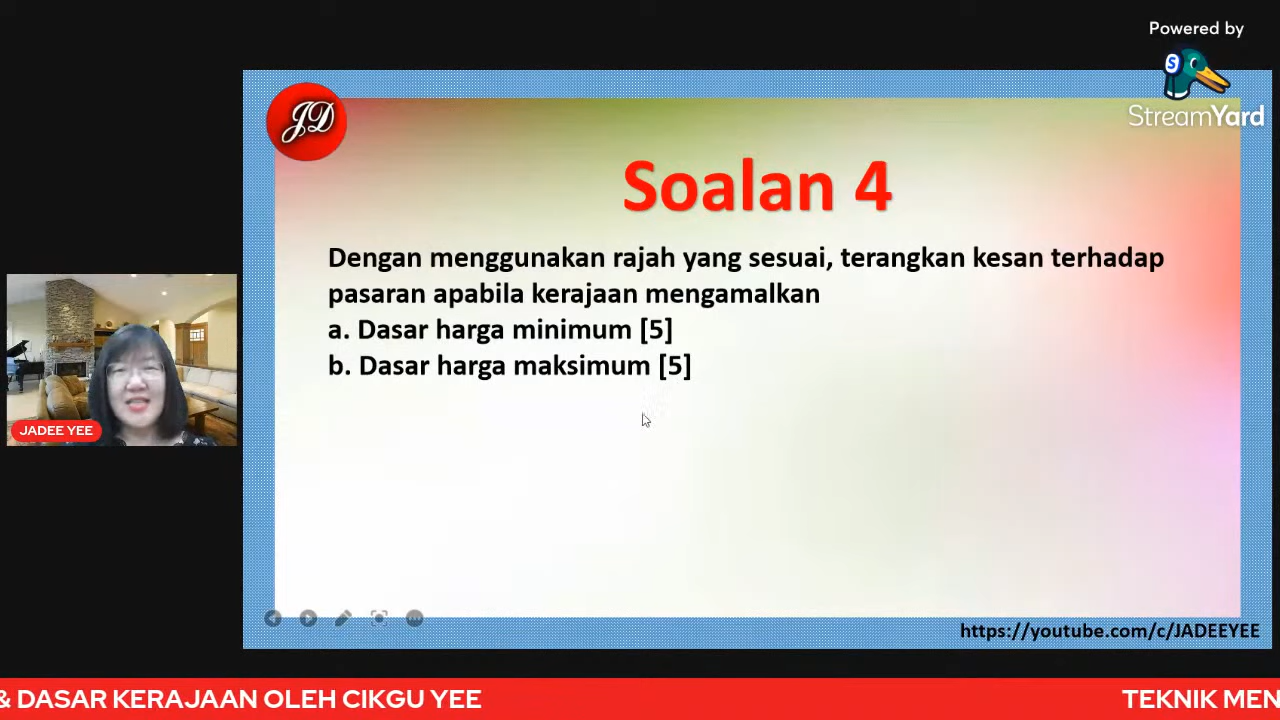 Powered by
StreamYard
JD
Soalan 4
Dengan menggunakan rajah yang sesuai, terangkan kesan terhadap
pasaran apabila kerajaan mengamalkan
a. Dasar harga minimum [5]
b. Dasar harga maksimum [5]
JADEE YEE
https://youtube.com/c/JADEEYEE
& DASAR KERAJAAN OLEH CIKGU YEE
TEKNIK MEN